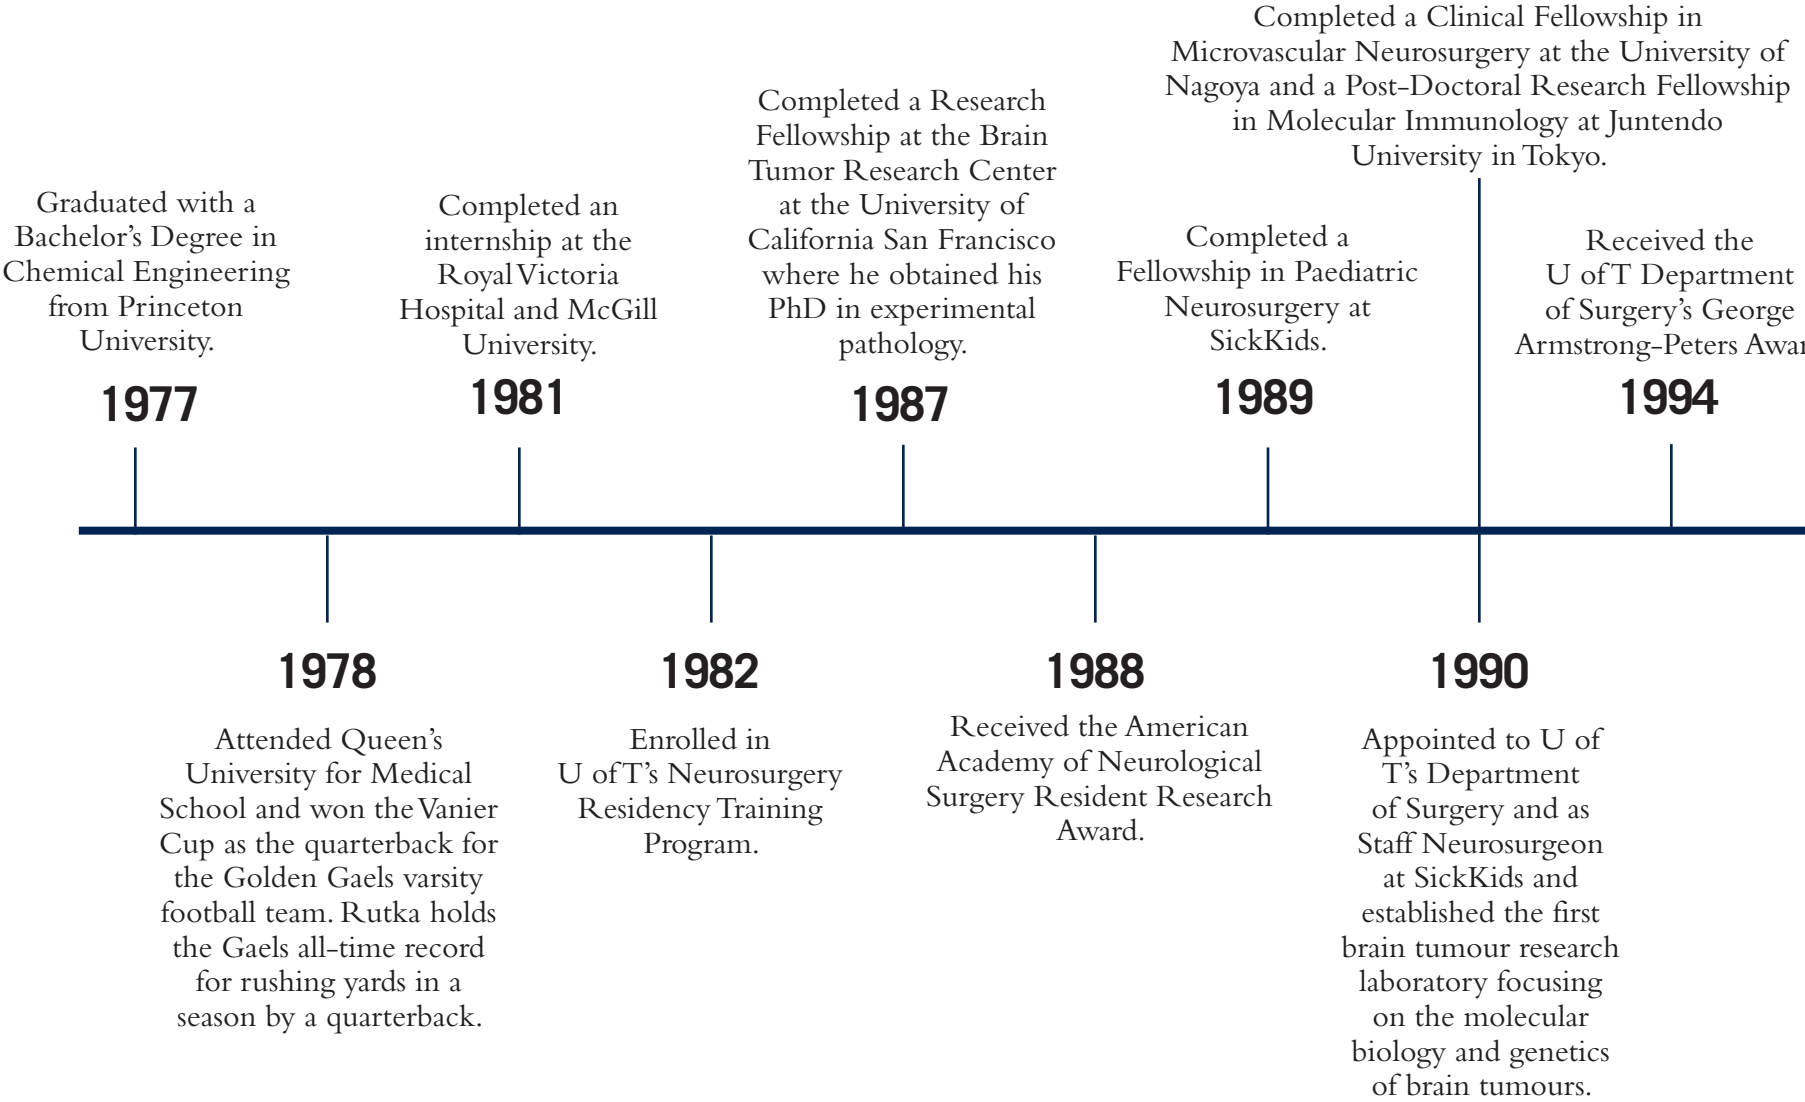 Graduated with a
Bachelor's Degree in
Chemical Engineering
from Princeton
University.
1977
Attended Queen's
University for Medical
School and won the Vanier
Cup as the quarterback for
the Golden Gaels varsity
football team. Rutka holds
the Gaels all-time record
for rushing yards in a
season by a quarterback.
1978
Completed an
internship at the
Royal Victoria
Hospital and McGill
University.
1981
1982
Enrolled in
U of T's Neurosurgery
Residency Training
Program.
Completed a Research
Fellowship at the Brain
Tumor Research Center
at the University of
California San Francisco
where he obtained his
PhD in experimental
pathology.
1987
1988
Received the American
Academy of Neurological
Surgery Resident Research
Award.
Completed a
Fellowship in Paediatric
Neurosurgery at
SickKids.
1989
Completed a Clinical Fellowship in
Microvascular Neurosurgery at the University of
Nagoya and a Post-Doctoral Research Fellowship
in Molecular Immunology at Juntendo
University in Tokyo.
1990
Appointed to U of
T's Department
of Surgery and as
Staff Neurosurgeon
at SickKids and
established the first
brain tumour research
laboratory focusing
on the molecular
biology and genetics
of brain tumours.
Received the
U of T Department
of Surgery's George
Armstrong-Peters Awar
1994